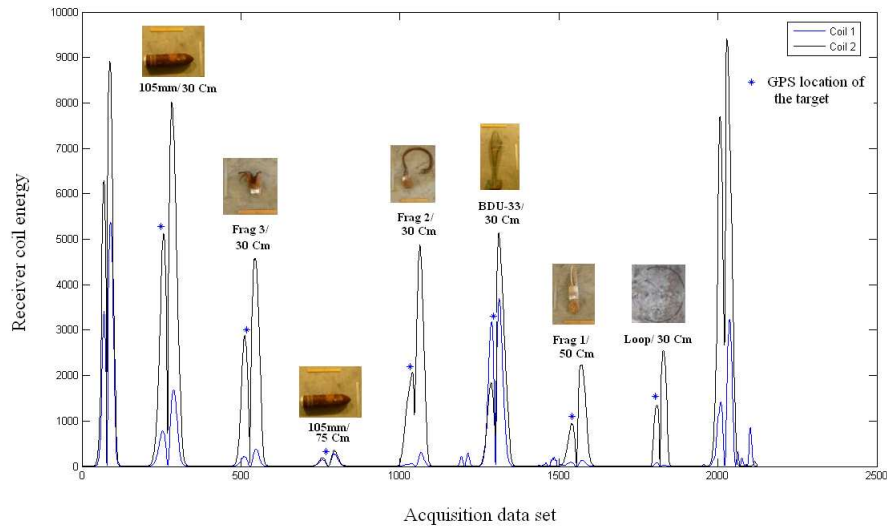 10000
9000
8000
7000
6000
5000
4000
3000
2000
1000
0
0
500
1000
1500
2000
2500
Receiver coil energy
Acquisition data set
Coil 1
Coil 2
GPS location of
the target
105mm/30 Cm
Frag 3/
30 Cm
105mm/
75 Cm
Frag 2/
30 Cm
BDU-33/
30 Cm
Frag 1/
50 Cm
Loop/ 30 Cm